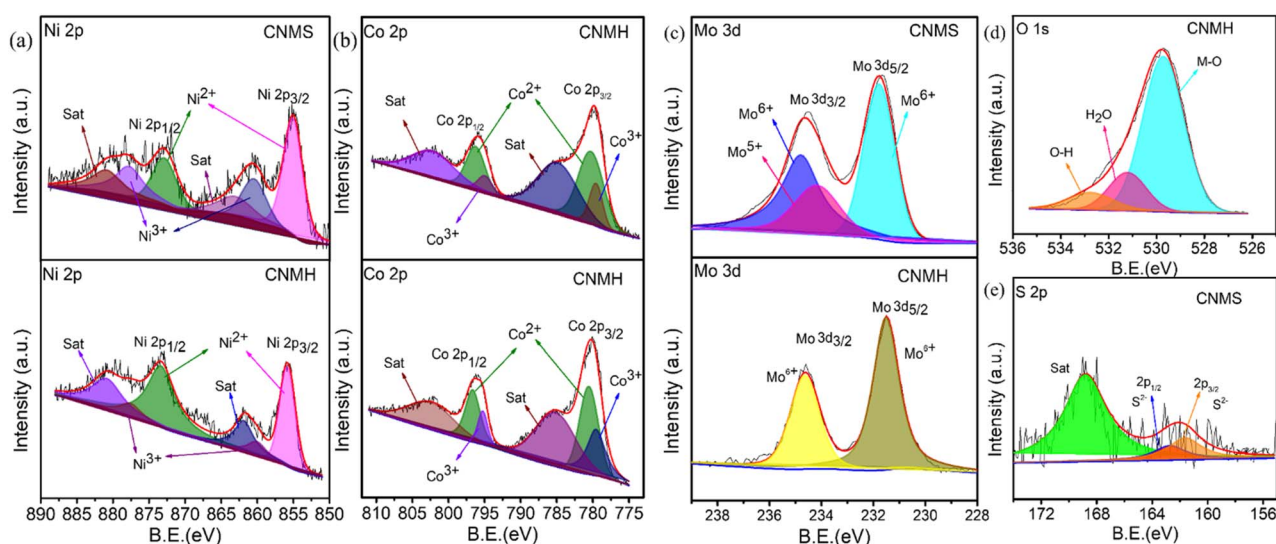 (a)
Ni 2p
CNMS
Intensity (a.u.)
Sat
Ni 2p1/2
Ni2+
Ni 2p3/2
Sat
Ni3+
Ni 2p
CNMH
Intensity (a.u.)
Sat
Ni 2p1/2
Ni2+
Ni 2p3/2
Sat
Ni3+
890 885 880 875 870 865 860 855 850
B.E.(eV)
(b)
Co 2p
CNMH
Intensity (a.u.)
Sat
Co 2p1/2
Co2+
Co 2p3/2
Sat
Co3+
Co3+
Co 2p
CNMH
Intensity (a.u.)
Sat
Co 2p1/2
Co2+
Co 2p3/2
Sat
Co3+
Co3+
810 805 800 795 790 785 780 775
B.E.(eV)
(c)
Mo 3d
CNMS
Intensity (a.u.)
Mo 3d5/2
Mo 3d3/2
Mo6+
Mo6+
Mo5+
Mo 3d
CNMH
Intensity (a.u.)
Mo 3d5/2
Mo 3d3/2
Mo6+
Mo6+
238 236 234 232 230 228
B.E.(eV)
(d)
O 1s
CNMH
Intensity (a.u.)
M-O
H2O
O-H
536 534 532 530 528 526
B.E.(eV)
(e)
S 2p
CNMS
Intensity (a.u.)
Sat
2p1/2
S2-
2p3/2
S2-
172 168 164 160 156
B.E.(eV)